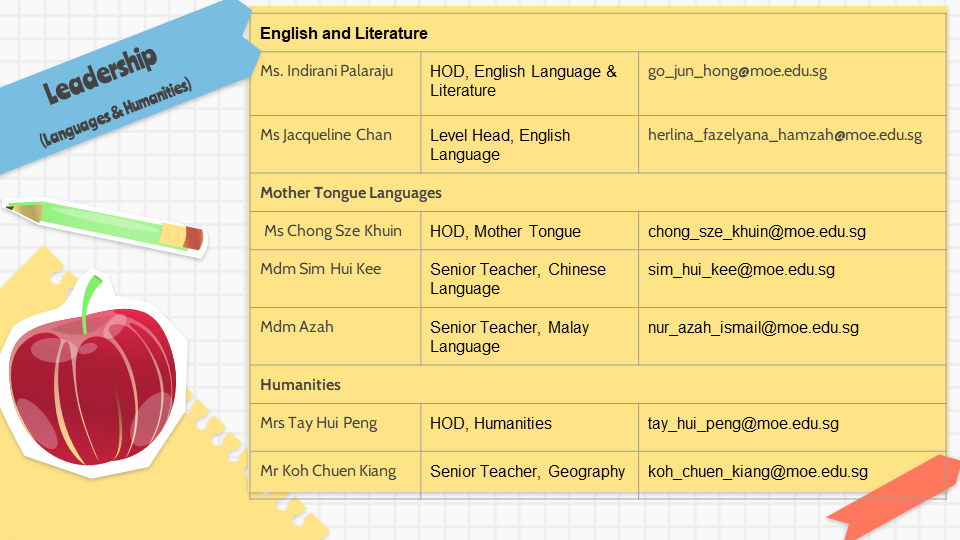 Leadership
(Languages & Humanities)
English and Literature
Ms. Indirani Palaraju
HOD, English Language &
Literature
go_jun_hong@moe.edu.sg
Ms Jacqueline Chan
Level Head, English
Language
herlina_fazelyana_hamzah@moe.edu.sg
Mother Tongue Languages
Ms Chong Sze Khuin
HOD, Mother Tongue
chong_sze_khuin@moe.edu.sg
Mdm Sim Hui Kee
Senior Teacher, Chinese
Language
sim_hui_kee@moe.edu.sg
Mdm Azah
Senior Teacher, Malay
Language
nur_azah_ismail@moe.edu.sg
Humanities
Mrs Tay Hui Peng
HOD, Humanities
tay_hui_peng@moe.edu.sg
Mr Koh Chuen Kiang
Senior Teacher, Geography
koh_chuen_kiang@moe.edu.sg